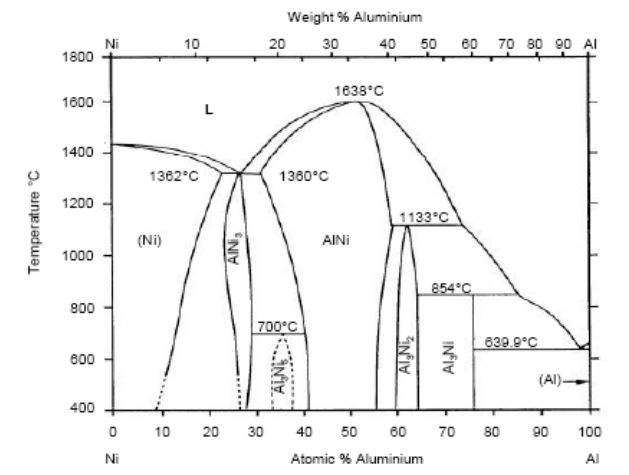 Weight % Aluminium
Ni 10 20 30 40 50 60 70 80 90 Al
1800
1638°C
1600
L
1400
1362°C 1360°C
1200
1133°C
(Ni) AlNi₃ AlNi
1000
854°C
800
700°C
639.9°C
600
Al₃Ni₅ Al₃Ni₂ Al₃Ni
(Al)
400
Temperature °C
0 10 20 30 40 50 60 70 80 90 100
Ni Atomic % Aluminium Al